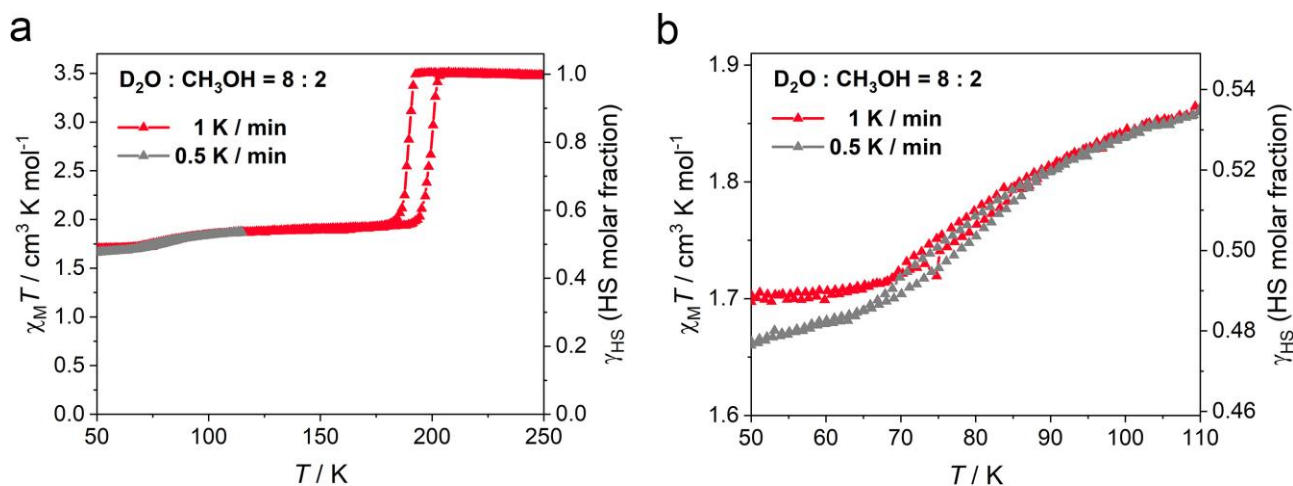 a
D₂O : CH₃OH = 8 : 2
1 K / min
0.5 K / min
χ_M T / cm³ K mol⁻¹
3.5
3.0
2.5
2.0
1.5
1.0
0.5
0.0
50
100
150
200
250
T / K
1.0
0.8
0.6
0.4
0.2
0.0
γ_HS (HS molar fraction)
b
D₂O : CH₃OH = 8 : 2
1 K / min
0.5 K / min
χ_M T / cm³ K mol⁻¹
1.9
1.8
1.7
1.6
50
60
70
80
90
100
110
T / K
0.54
0.52
0.50
0.48
0.46
γ_HS (HS molar fraction)